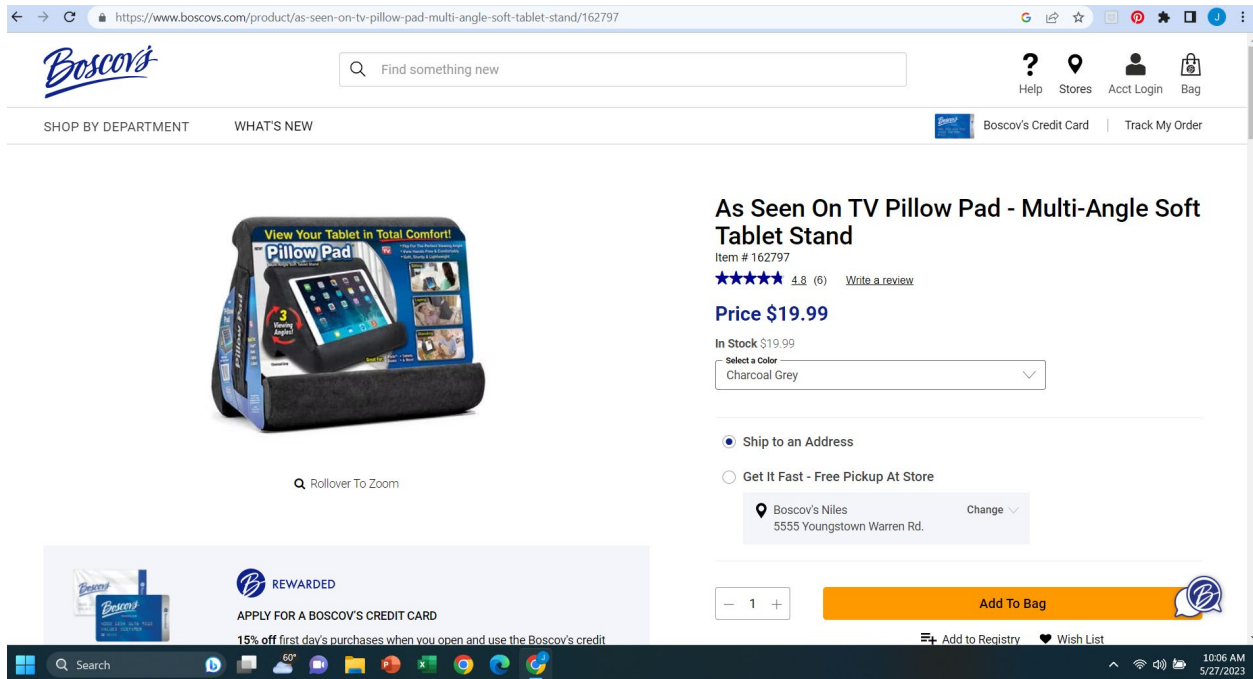 https://www.boscovs.com/product/as-seen-on-tv-pillow-pad-multi-angle-soft-tablet-stand/162797
G
J
Boscov's
Find something new
?
Help
Stores
Acct Login
Bag
SHOP BY DEPARTMENT
WHAT'S NEW
Boscov's Credit Card
Track My Order
View Your Tablet in Total Comfort!
Pillow Pad
3
Viewing
Angles!
Pillow Pad
Charcoal Grey
Rollover To Zoom
As Seen On TV Pillow Pad - Multi-Angle Soft
Tablet Stand
Item # 162797
4.8 (6) Write a review
Price $19.99
In Stock $19.99
Select a Color
Charcoal Grey
Ship to an Address
Get It Fast - Free Pickup At Store
Boscov's Niles
5555 Youngstown Warren Rd.
Change
− 1 +
Add To Bag
B
Add to Registry
Wish List
Boscov's
Boscov's
B REWARDED
APPLY FOR A BOSCOV'S CREDIT CARD
15% off first day's purchases when you open and use the Boscov's credit
Search
60°
10:06 AM
5/27/2023